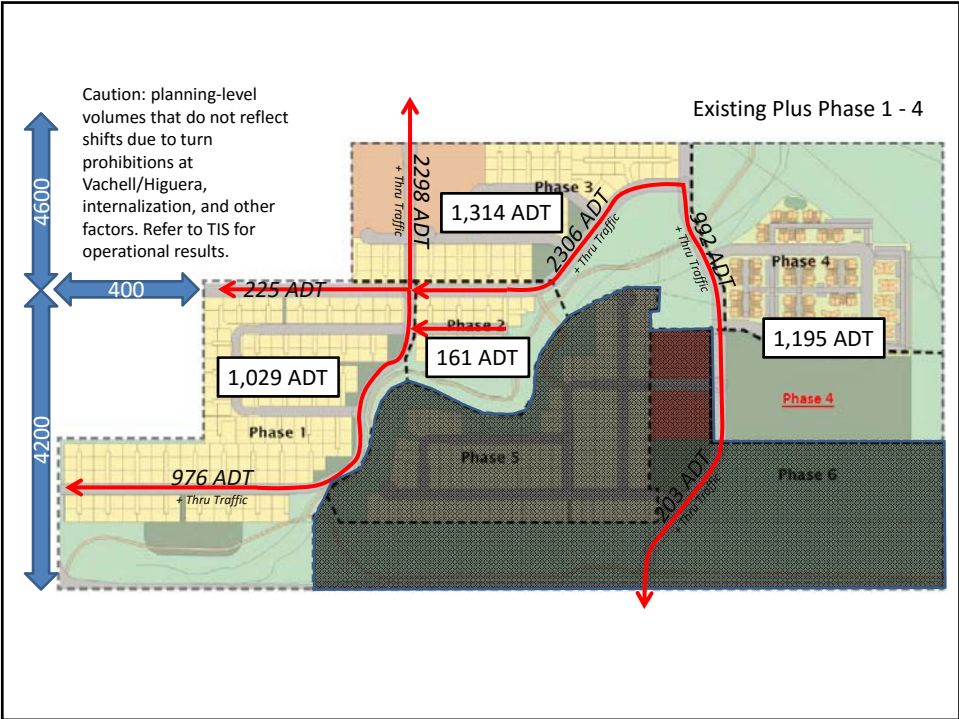 Caution: planning-level
volumes that do not reflect
shifts due to turn
prohibitions at
Vachell/Higuera,
internalization, and other
factors. Refer to TIS for
operational results.
Existing Plus Phase 1 - 4
4600
400
4200
2298 ADT
+ Thru Traffic
Phase 3
1,314 ADT
2306 ADT
+ Thru Traffic
992 ADT
+ Thru Traffic
Phase 4
1,195 ADT
225 ADT
Phase 2
161 ADT
1,029 ADT
Phase 1
Phase 4
976 ADT
+ Thru Traffic
Phase 5
203 ADT
+ Thru Traffic
Phase 6